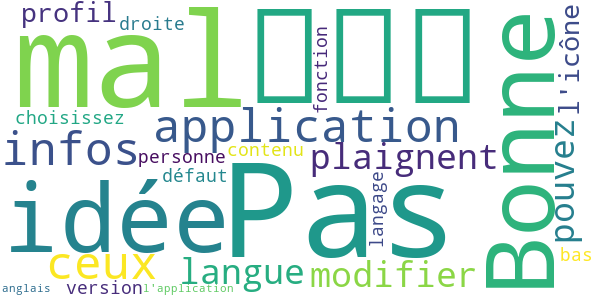 profil
droite
mal
fonction
Bonne
l'icône
choisissez
application
infos
personne
contenu
plaignent
pouvez
défaut
langage
idée
Pas
ceux
langue
modifier
bas
anglais
version
l'application